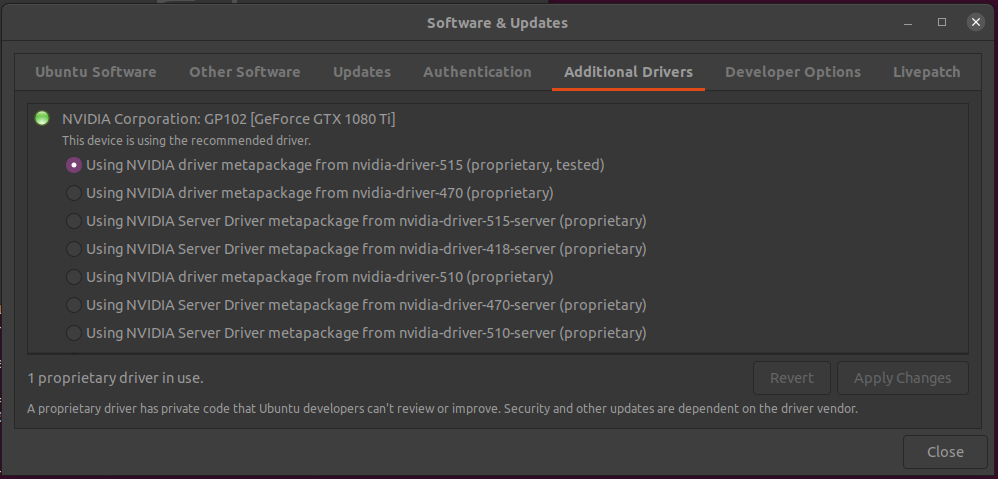 Software & Updates
Ubuntu Software Other Software Updates Authentication Additional Drivers Developer Options Livepatch
NVIDIA Corporation: GP102 [GeForce GTX 1080 Ti]
This device is using the recommended driver.
Using NVIDIA driver metapackage from nvidia-driver-515 (proprietary, tested)
Using NVIDIA driver metapackage from nvidia-driver-470 (proprietary)
Using NVIDIA Server Driver metapackage from nvidia-driver-515-server (proprietary)
Using NVIDIA Server Driver metapackage from nvidia-driver-418-server (proprietary)
Using NVIDIA driver metapackage from nvidia-driver-510 (proprietary)
Using NVIDIA Server Driver metapackage from nvidia-driver-470-server (proprietary)
Using NVIDIA Server Driver metapackage from nvidia-driver-510-server (proprietary)
1 proprietary driver in use.
Revert Apply Changes
A proprietary driver has private code that Ubuntu developers can't review or improve. Security and other updates are dependent on the driver vendor.
Close